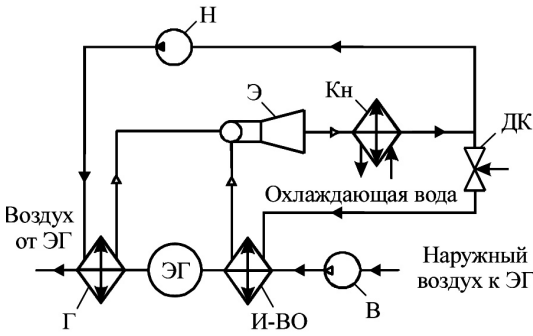 Н
Э
Кн
ДК
Охлаждающая вода
Воздух
от ЭГ
ЭГ
Наружный
воздух к ЭГ
Г
И-ВО
В